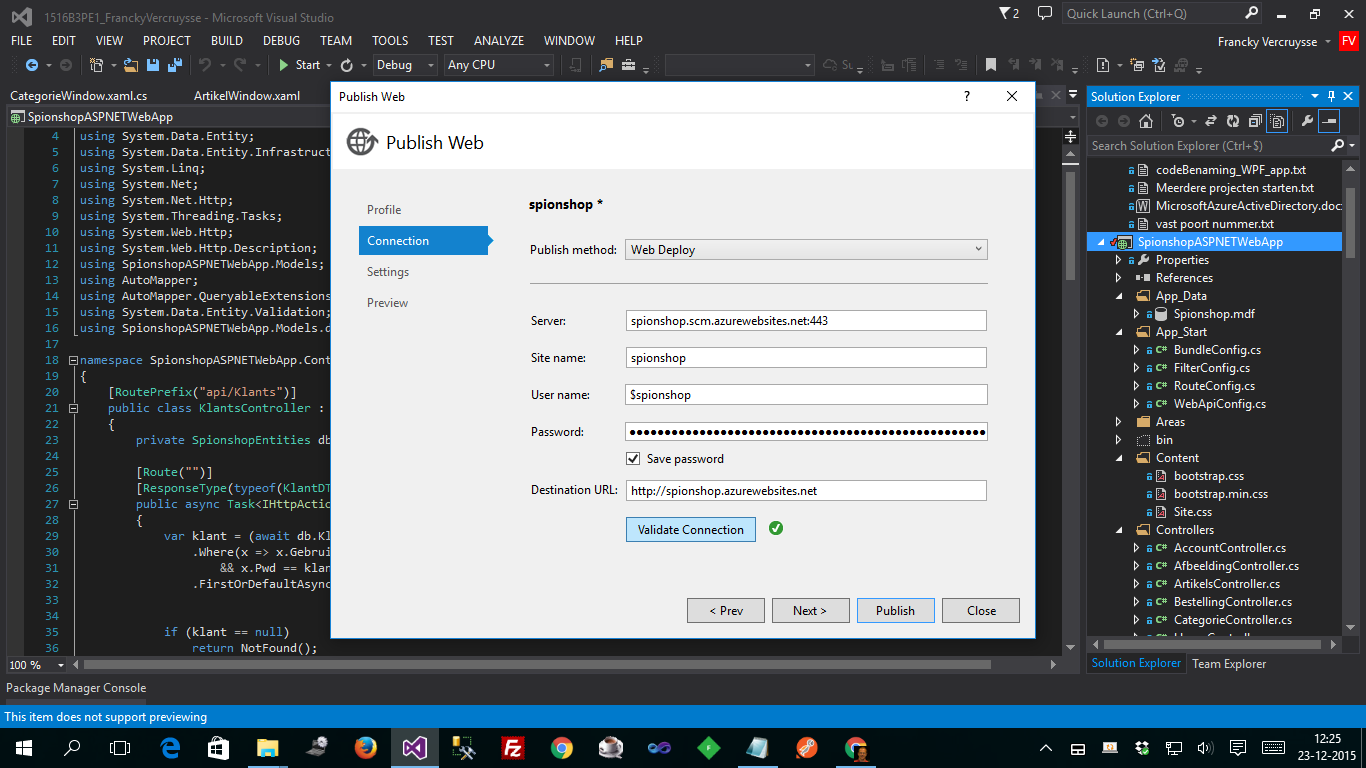 1516B3PE1_FranckyVercruysse - Microsoft Visual Studio
2
Quick Launch (Ctrl+Q)
FILE EDIT VIEW PROJECT BUILD DEBUG TEAM TOOLS TEST ANALYZE WINDOW HELP
Francky Vercruysse
FV
Start
Debug
Any CPU
CategorieWindow.xaml.cs
ArtikelWindow.xaml
SpionshopASPNETWebApp
4 using System.Data.Entity;
5 using System.Data.Entity.Infrastruct
6 using System.Linq;
7 using System.Net;
8 using System.Net.Http;
9 using System.Threading.Tasks;
10 using System.Web.Http;
11 using System.Web.Http.Description;
12 using SpionshopASPNETWebApp.Models;
13 using AutoMapper;
14 using AutoMapper.QueryableExtensions
15 using System.Data.Entity.Validation;
16 using SpionshopASPNETWebApp.Models.d
17
18 namespace SpionshopASPNETWebApp.Cont
19 {
20 [RoutePrefix("api/Klants")]
21 public class KlantsController :
22 {
23 private SpionshopEntities db
24
25 [Route("")]
26 [ResponseType(typeof(KlantDT
27 public async Task<IHttpActic
28 {
29 var klant = (await db.Kl
30 .Where(x => x.Gebrui
31 && x.Pwd == klan
32 .FirstOrDefaultAsync
33
34
35 if (klant == null)
36 return NotFound();
100 %
Package Manager Console
This item does not support previewing
Publish Web
?
Publish Web
Profile
Connection
Settings
Preview
spionshop *
Publish method: Web Deploy
Server: spionshop.scm.azurewebsites.net:443
Site name: spionshop
User name: $spionshop
Password: ●●●●●●●●●●●●●●●●●●●●●●●●●●●●●●●●●●●●●●●●●●●●●●●●●●●
Save password
Destination URL: http://spionshop.azurewebsites.net
Validate Connection
< Prev
Next >
Publish
Close
Solution Explorer
Search Solution Explorer (Ctrl+$)
codeBenaming_WPF_app.txt
Meerdere projecten starten.txt
MicrosoftAzureActiveDirectory.doc
vast poort nummer.txt
SpionshopASPNETWebApp
Properties
References
App_Data
Spionshop.mdf
App_Start
C# BundleConfig.cs
C# FilterConfig.cs
C# RouteConfig.cs
C# WebApiConfig.cs
Areas
bin
Content
bootstrap.css
bootstrap.min.css
Site.css
Controllers
C# AccountController.cs
C# AfbeeldingController.cs
C# ArtikelsController.cs
C# BestellingController.cs
C# CategorieController.cs
Solution Explorer
Team Explorer
12:25
23-12-2015